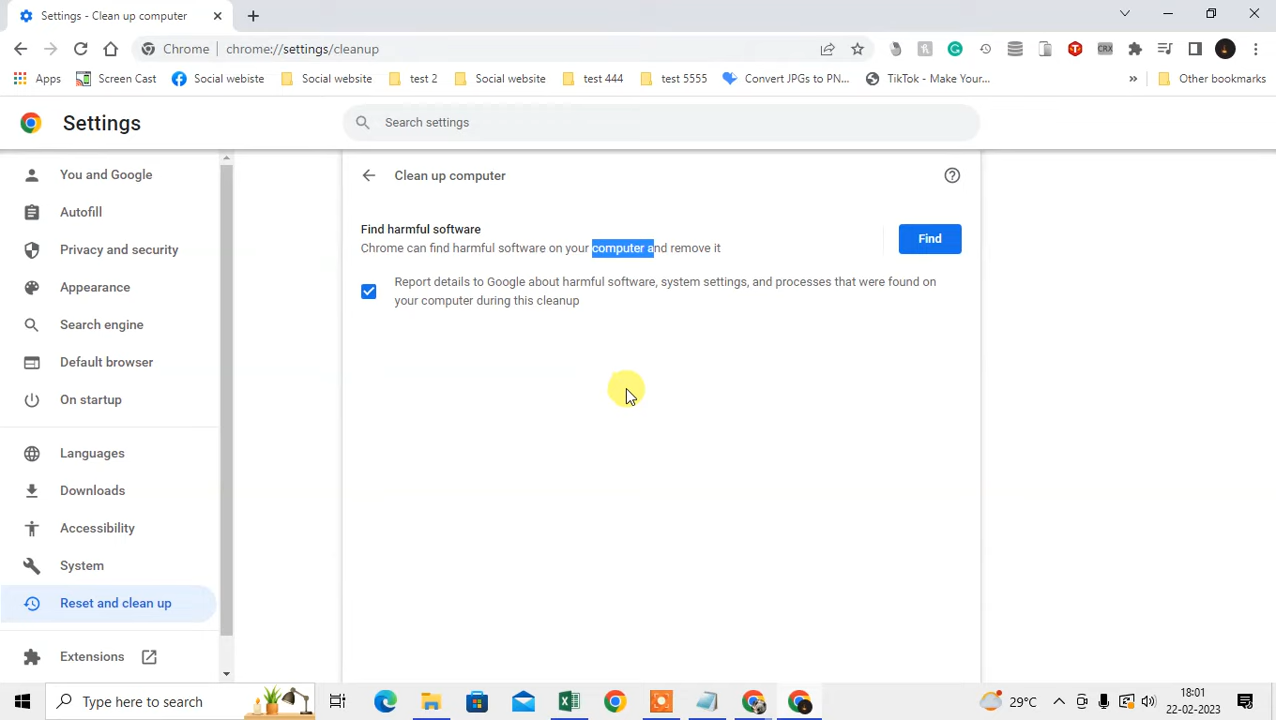 Settings - Clean up computer
Chrome | chrome://settings/cleanup
Apps Screen Cast Social webiste Social website test 2 Social website test 444 test 5555 Convert JPGs to PN... TikTok - Make Your... » Other bookmarks
Settings
Search settings
You and Google
Autofill
Privacy and security
Appearance
Search engine
Default browser
On startup
Languages
Downloads
Accessibility
System
Reset and clean up
Extensions
Clean up computer
Find harmful software
Chrome can find harmful software on your computer and remove it
Find
Report details to Google about harmful software, system settings, and processes that were found on
your computer during this cleanup
Type here to search
29°C
18:01
22-02-2023